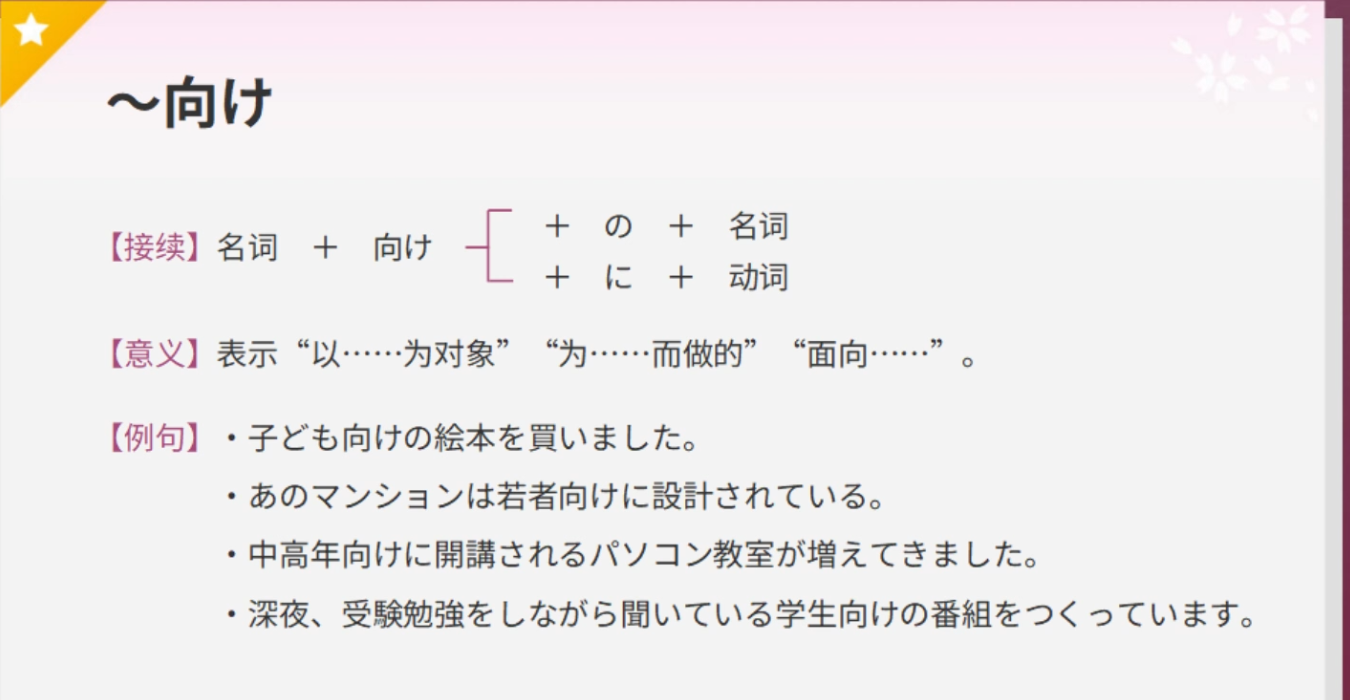 ～向け
【接续】名词　＋　向け　＋　の　＋　名词
＋　に　＋　动词
【意义】表示“以……为对象”　“为……而做的”　“面向……”。
【例句】・子ども向けの絵本を買いました。
・あのマンションは若者向けに設計されている。
・中高年向けに開講されるパソコン教室が増えてきました。
・深夜、受験勉強をしながら聞いている学生向けの番組をつくっています。